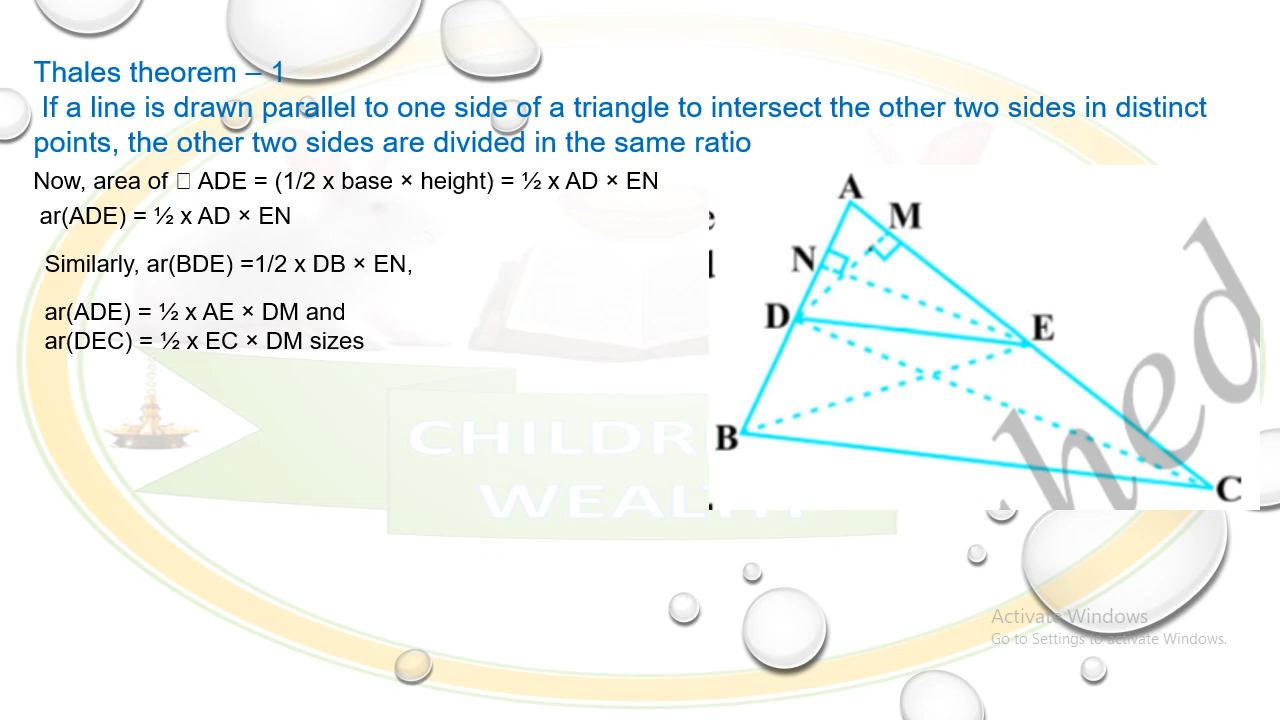 Thales theorem – 1
If a line is drawn parallel to one side of a triangle to intersect the other two sides in distinct
points, the other two sides are divided in the same ratio
Now, area of □ ADE = (1/2 x base × height) = ½ x AD × EN
ar(ADE) = ½ x AD × EN
Similarly, ar(BDE) =1/2 x DB × EN,
ar(ADE) = ½ x AE × DM and
ar(DEC) = ½ x EC × DM sizes
A
M
N
D
E
B
C
hed
CHILDR
WEALTH
Activate Windows
Go to Settings to activate Windows.